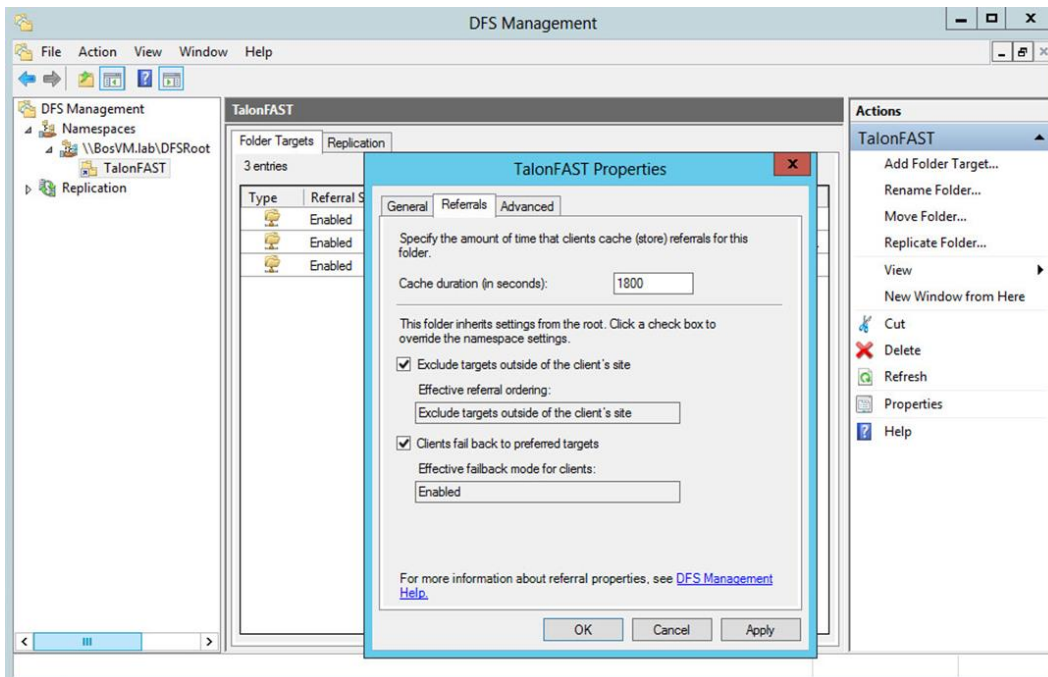 DFS Management
File Action View Window Help
DFS Management
Namespaces
\\BosVM.lab\DFSRoot
TalonFAST
Replication
TalonFAST
Folder Targets Replication
3 entries
Type Referral S
Enabled
Enabled
Enabled
TalonFAST Properties
General Referrals Advanced
Specify the amount of time that clients cache (store) referrals for this
folder.
Cache duration (in seconds): 1800
This folder inherits settings from the root. Click a check box to
override the namespace settings.
Exclude targets outside of the client's site
Effective referral ordering:
Exclude targets outside of the client's site
Clients fail back to preferred targets
Effective failback mode for clients:
Enabled
For more information about referral properties, see DFS Management
Help.
OK Cancel Apply
Actions
TalonFAST
Add Folder Target...
Rename Folder...
Move Folder...
Replicate Folder...
View
New Window from Here
Cut
Delete
Refresh
Properties
Help